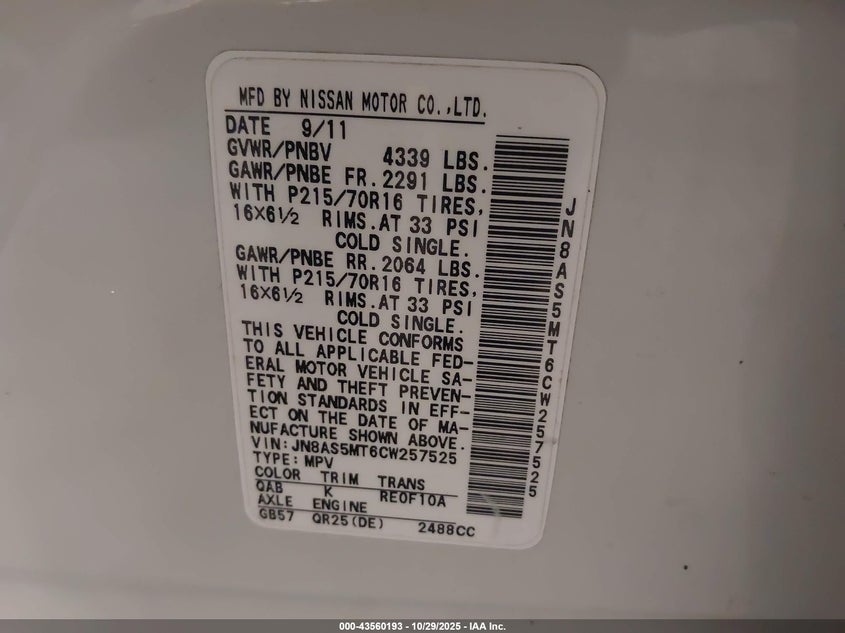 MFD BY NISSAN MOTOR CO.,LTD.
DATE 9/11
GVWR/PNBV 4339 LBS.
GAWR/PNBE FR.2291 LBS.
WITH P215/70R16 TIRES,
16X6½ RIMS.AT 33 PSI
COLD SINGLE.
GAWR/PNBE RR.2064 LBS.
WITH P215/70R16 TIRES,
16X6½ RIMS.AT 33 PSI
COLD SINGLE.
THIS VEHICLE CONFORMS
TO ALL APPLICABLE FED-
ERAL MOTOR VEHICLE SA-
FETY AND THEFT PREVEN-
TION STANDARDS IN EFF-
ECT ON THE DATE OF MA-
NUFACTURE SHOWN ABOVE.
VIN:JN8AS5MT6CW257525
TYPE:MPV
COLOR TRIM TRANS
QAB K RE0F10A
AXLE ENGINE
GB57 QR25(DE) 2488CC
JN8AS5MT6CW257525
000-43560193 - 10/29/2025 - IAA Inc.